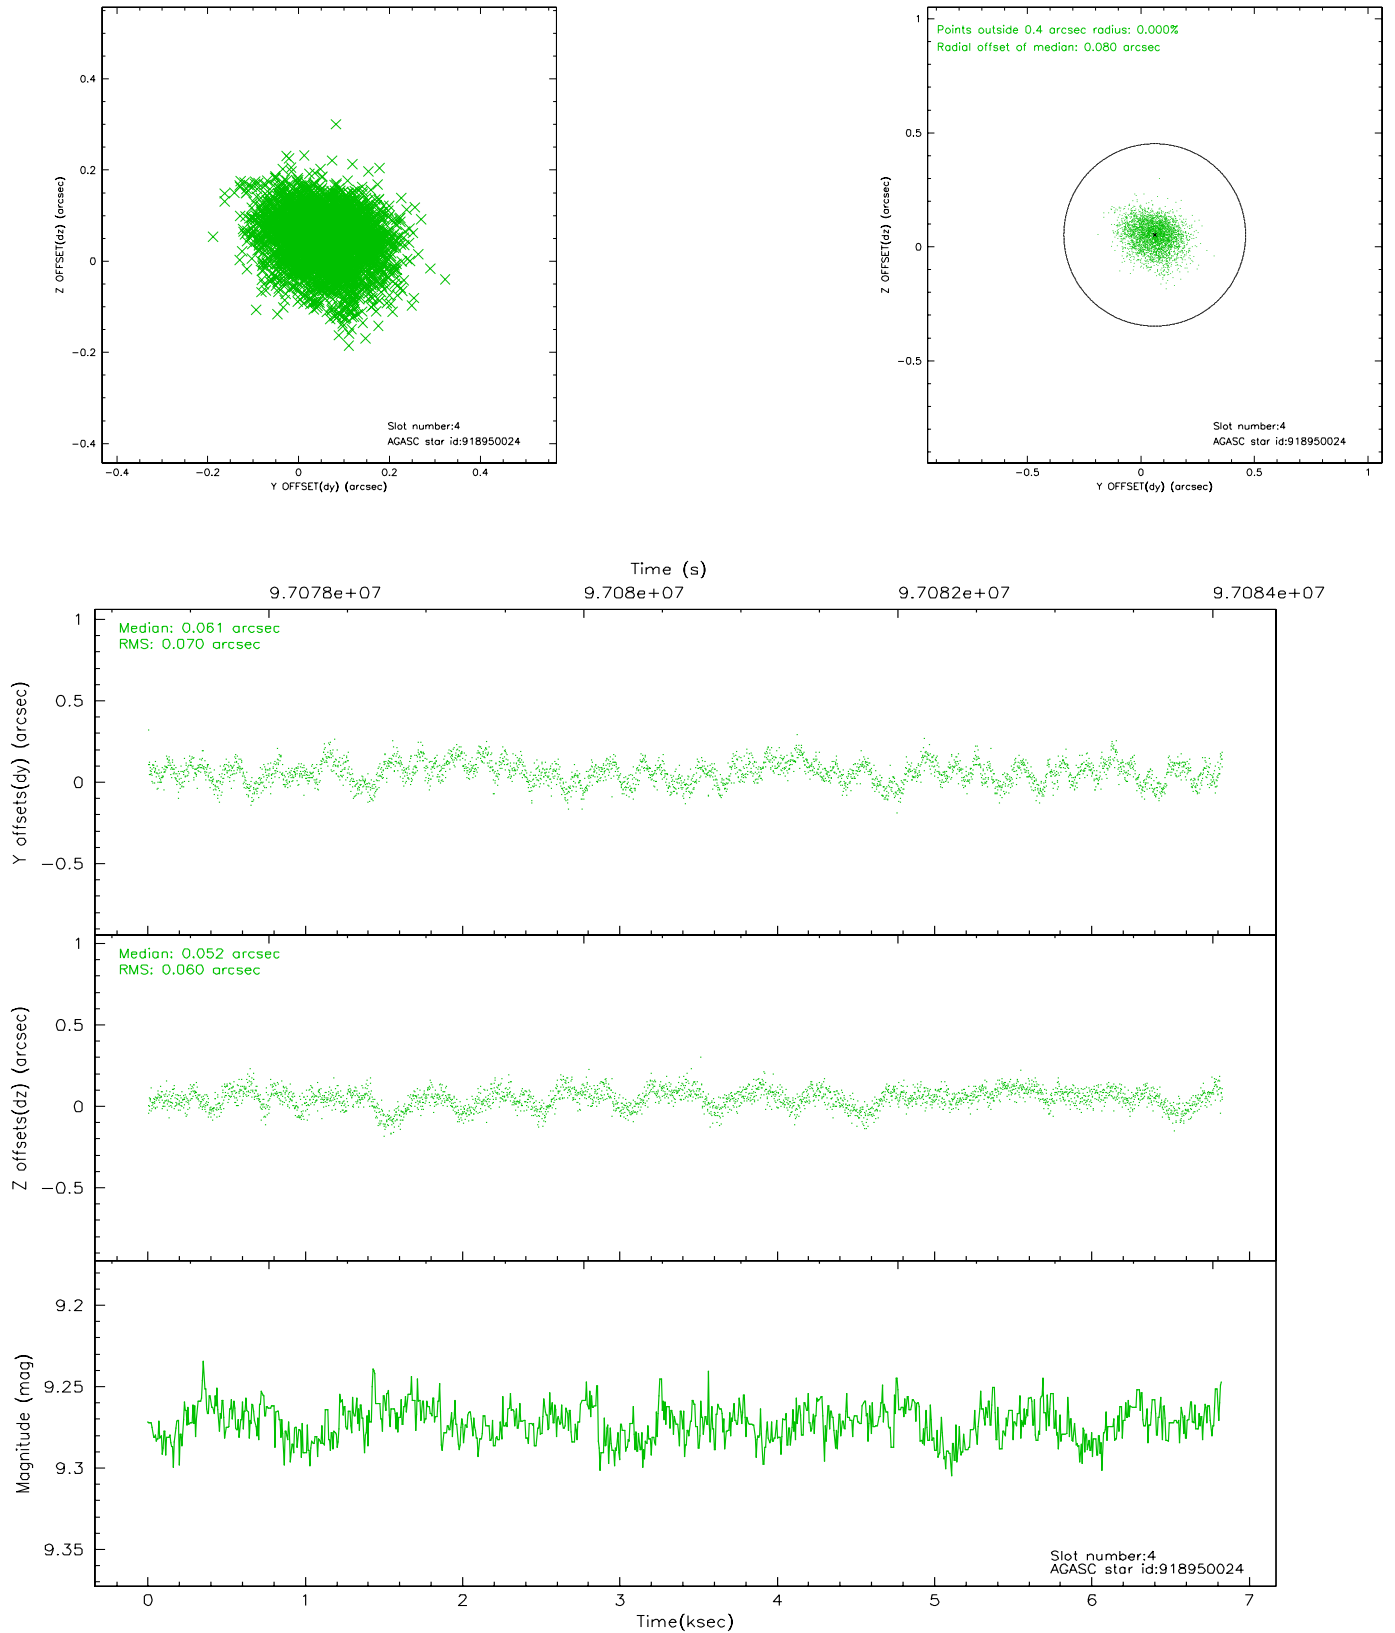 0.4
0.2
0
-0.2
-0.4
Z OFFSET(dz) (arcsec)
Slot number:4
AGASC star id:918950024
-0.4 -0.2 0 0.2 0.4
Y OFFSET(dy) (arcsec)
Points outside 0.4 arcsec radius: 0.000%
Radial offset of median: 0.080 arcsec
1
0.5
0
-0.5
Z OFFSET(dz) (arcsec)
Slot number:4
AGASC star id:918950024
-0.5 0 0.5 1
Y OFFSET(dy) (arcsec)
Time (s)
9.7078e+07 9.708e+07 9.7082e+07 9.7084e+07
Median: 0.061 arcsec
RMS: 0.070 arcsec
1
0.5
0
-0.5
Y offsets(dy) (arcsec)
Median: 0.052 arcsec
RMS: 0.060 arcsec
1
0.5
0
-0.5
Z offsets(dz) (arcsec)
9.2
9.25
9.3
9.35
Magnitude (mag)
Slot number:4
AGASC star id:918950024
0 1 2 3 4 5 6 7
Time(ksec)